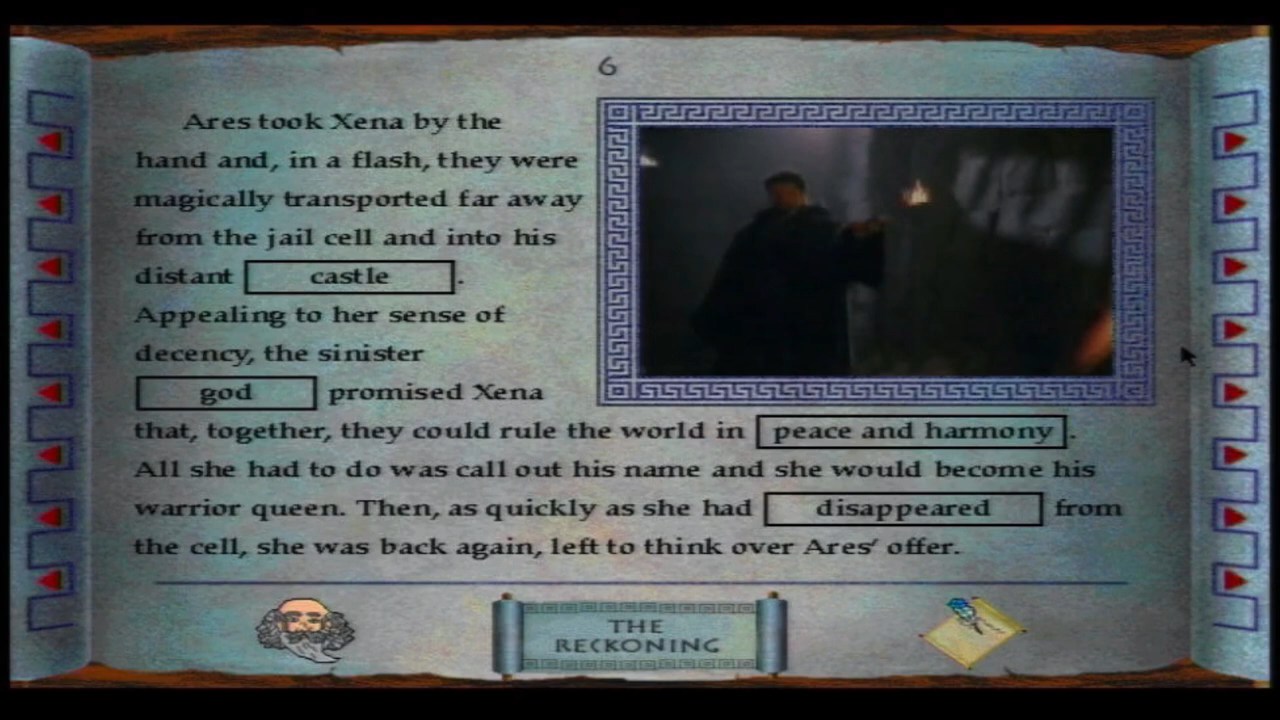 6
Ares took Xena by the
hand and, in a flash, they were
magically transported far away
from the jail cell and into his
distant castle.
Appealing to her sense of
decency, the sinister
god promised Xena
that, together, they could rule the world in peace and harmony.
All she had to do was call out his name and she would become his
warrior queen. Then, as quickly as she had disappeared from
the cell, she was back again, left to think over Ares' offer.
THE
RECKONING